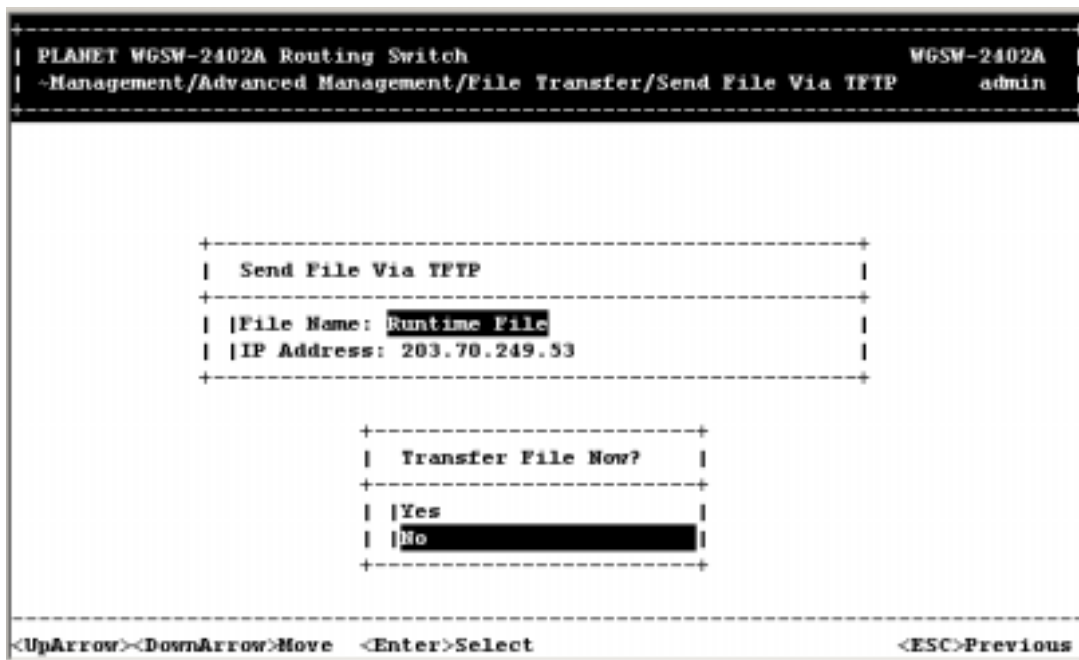 PLANET WGSW-2402A Routing Switch WGSW-2402A
~Management/Advanced Management/File Transfer/Send File Via TFTP admin
Send File Via TFTP
|File Name: Runtime File
|IP Address: 203.70.249.53
Transfer File Now?
|Yes
|No
<UpArrow><DownArrow>Move <Enter>Select <ESC>Previous